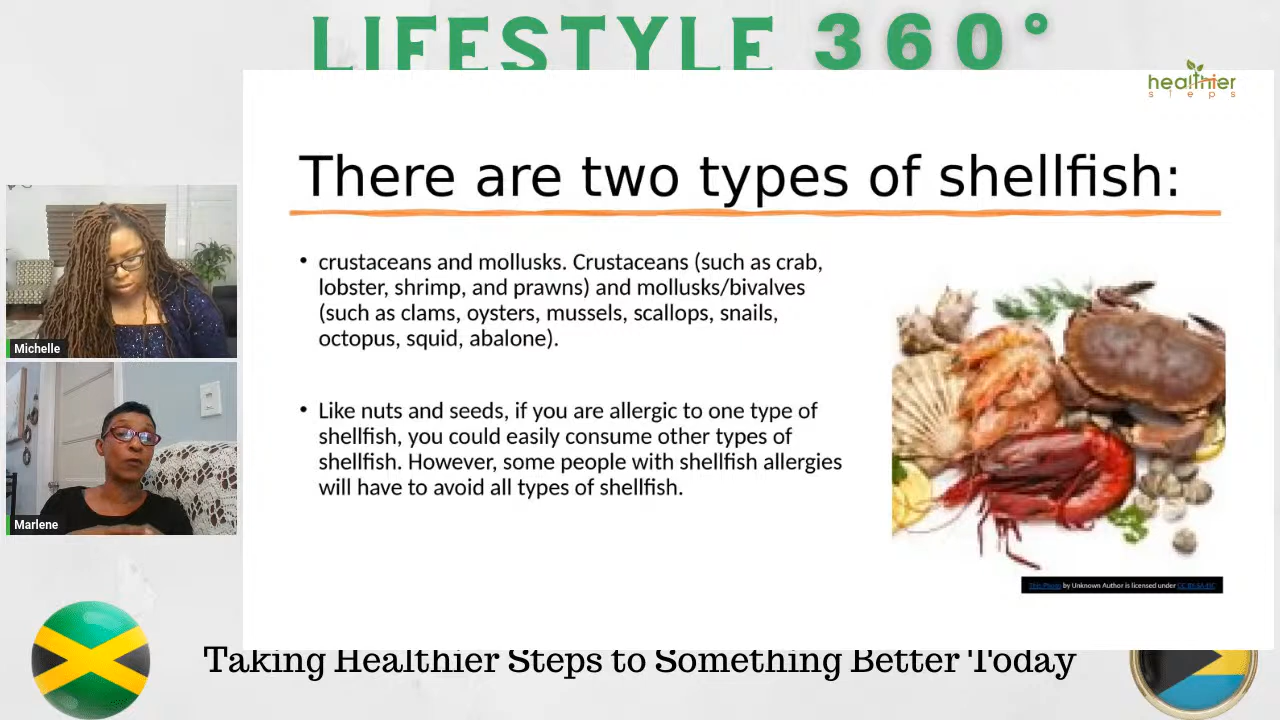 LIFESTYLE 360°
healthier
steps
There are two types of shellfish:
• crustaceans and mollusks. Crustaceans (such as crab,
lobster, shrimp, and prawns) and mollusks/bivalves
(such as clams, oysters, mussels, scallops, snails,
octopus, squid, abalone).
• Like nuts and seeds, if you are allergic to one type of
shellfish, you could easily consume other types of
shellfish. However, some people with shellfish allergies
will have to avoid all types of shellfish.
Michelle
Marlene
This Photo by Unknown Author is licensed under CC BY-SA-NC
Taking Healthier Steps to Something Better Today